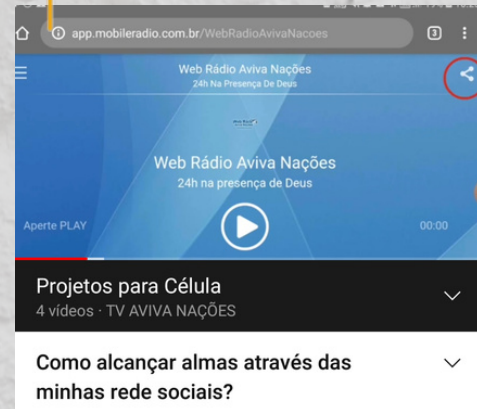 app.mobileradio.com.br/WebRadioAvivaNacoes
3
Web Rádio Aviva Nações
24h Na Presença De Deus
Web Rádio Aviva Nações
24h na presença de Deus
Aperte PLAY
00:00
Projetos para Célula
4 vídeos · TV AVIVA NAÇÕES
Como alcançar almas através das
minhas rede sociais?